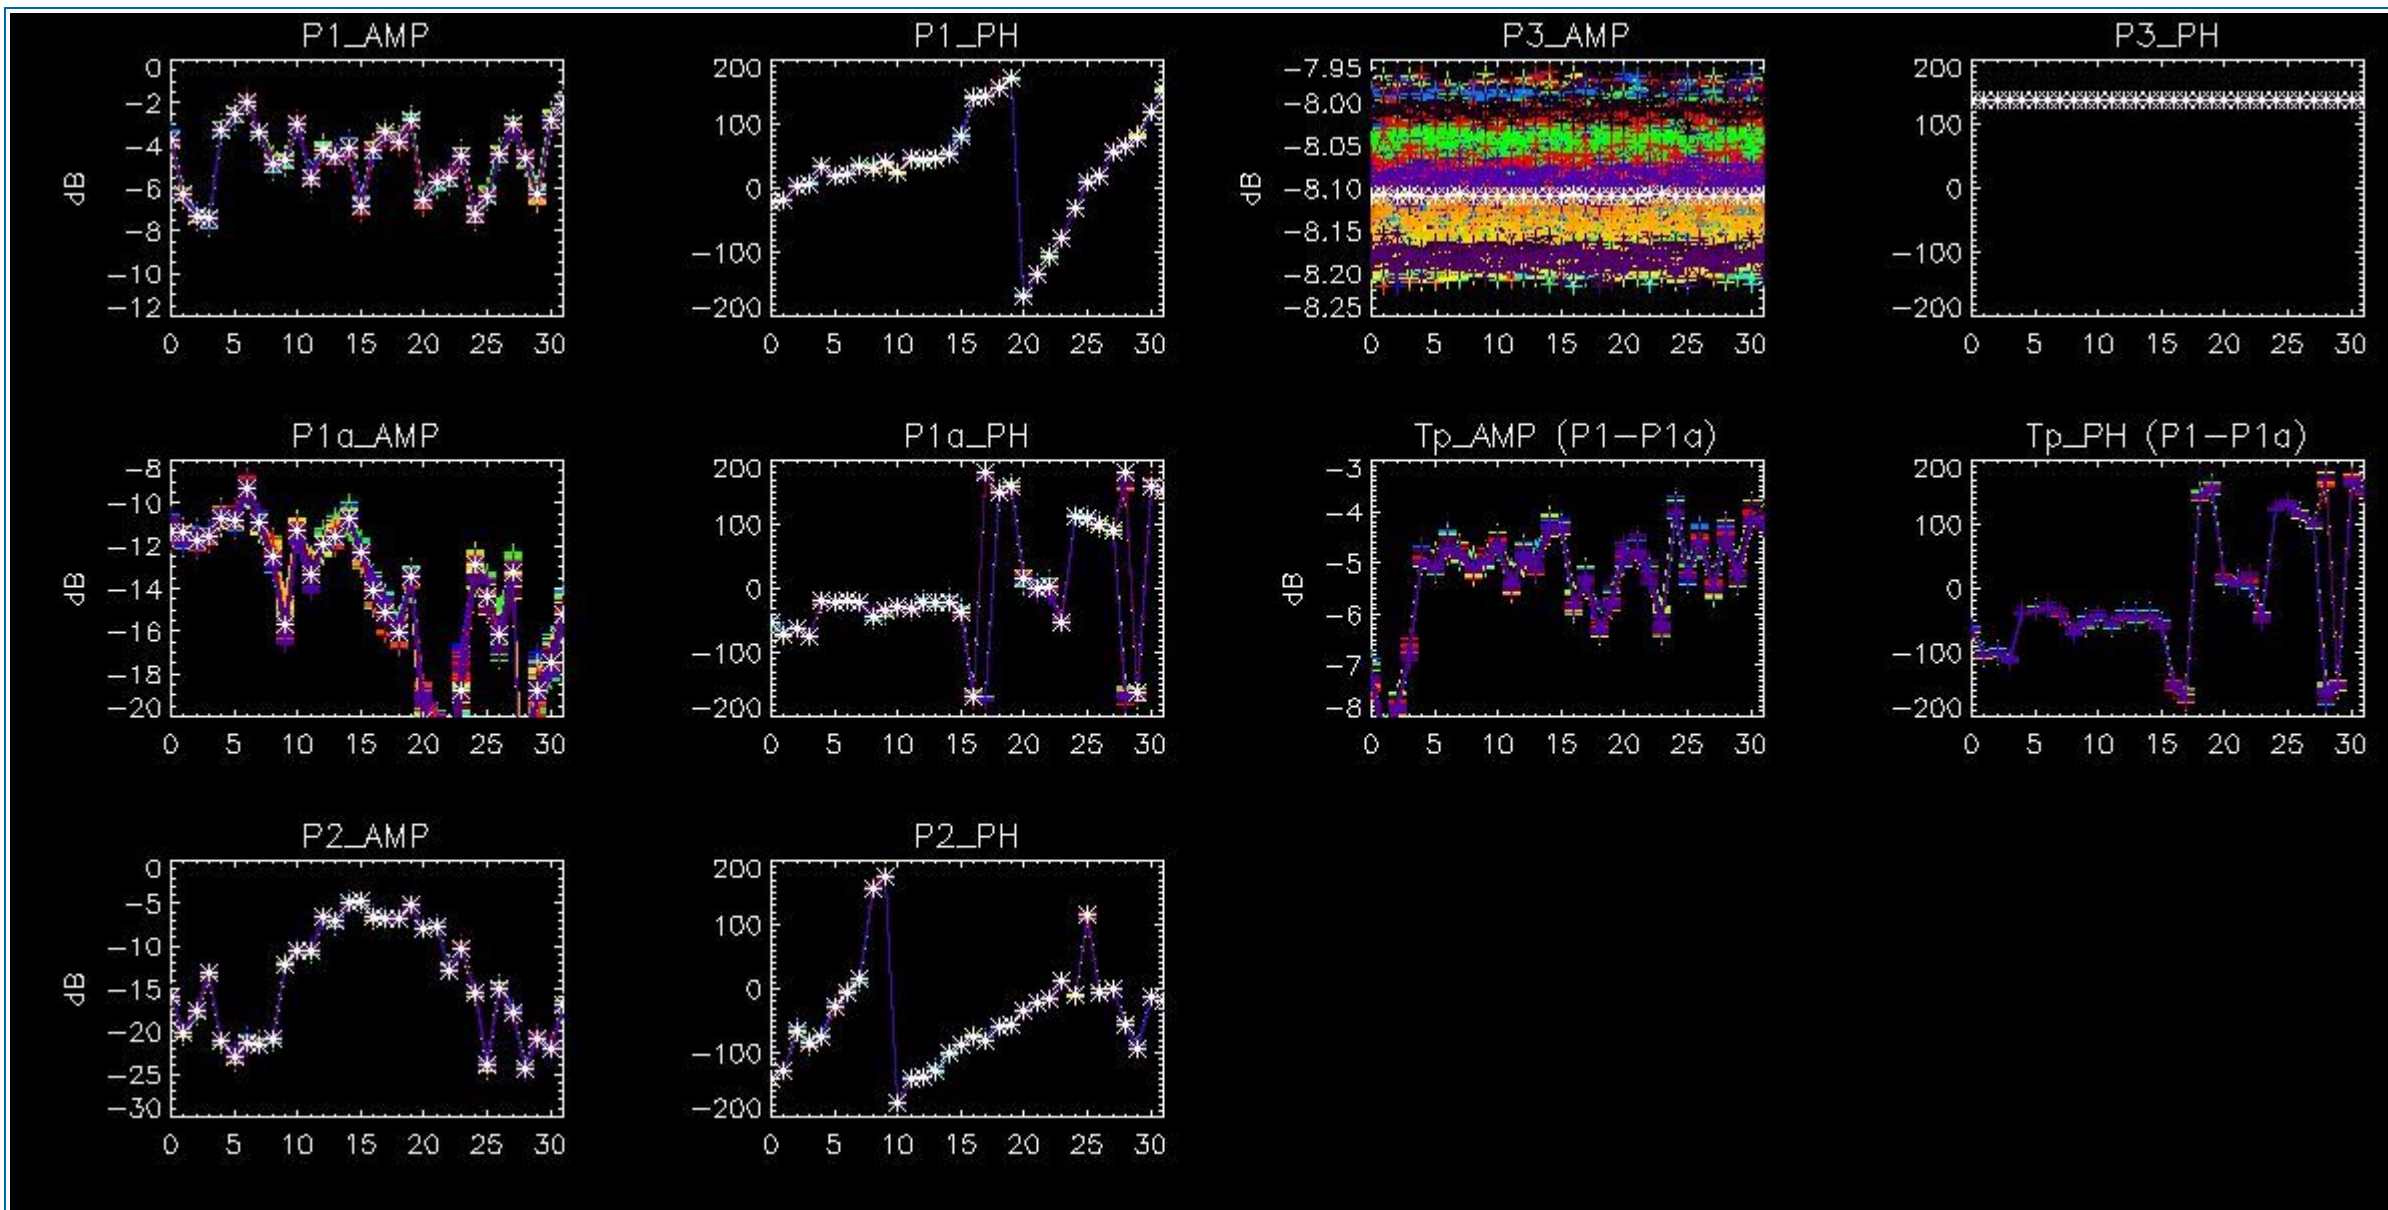 P1_AMP P1_PH P3_AMP P3_PH
0 200 −7.95 200
−2 100 −8.00 100
−4 0 −8.05 0
−6 −100 −8.10 −100
−8 −200 −8.15 −200
−10 −8.20
−12 −8.25
dB dB
0 5 10 15 20 25 30 0 5 10 15 20 25 30 0 5 10 15 20 25 30 0 5 10 15 20 25 30
P1a_AMP P1a_PH Tp_AMP (P1−P1a) Tp_PH (P1−P1a)
−8 200 −3 200
−10 100 −4 100
−12 0 −5 0
−14 −100 −6 −100
−16 −200 −7 −200
−18 −8
−20
dB dB
0 5 10 15 20 25 30 0 5 10 15 20 25 30 0 5 10 15 20 25 30 0 5 10 15 20 25 30
P2_AMP P2_PH
0 200
−5 100
−10 0
−15 −100
−20 −200
−25
−30
dB
0 5 10 15 20 25 30 0 5 10 15 20 25 30